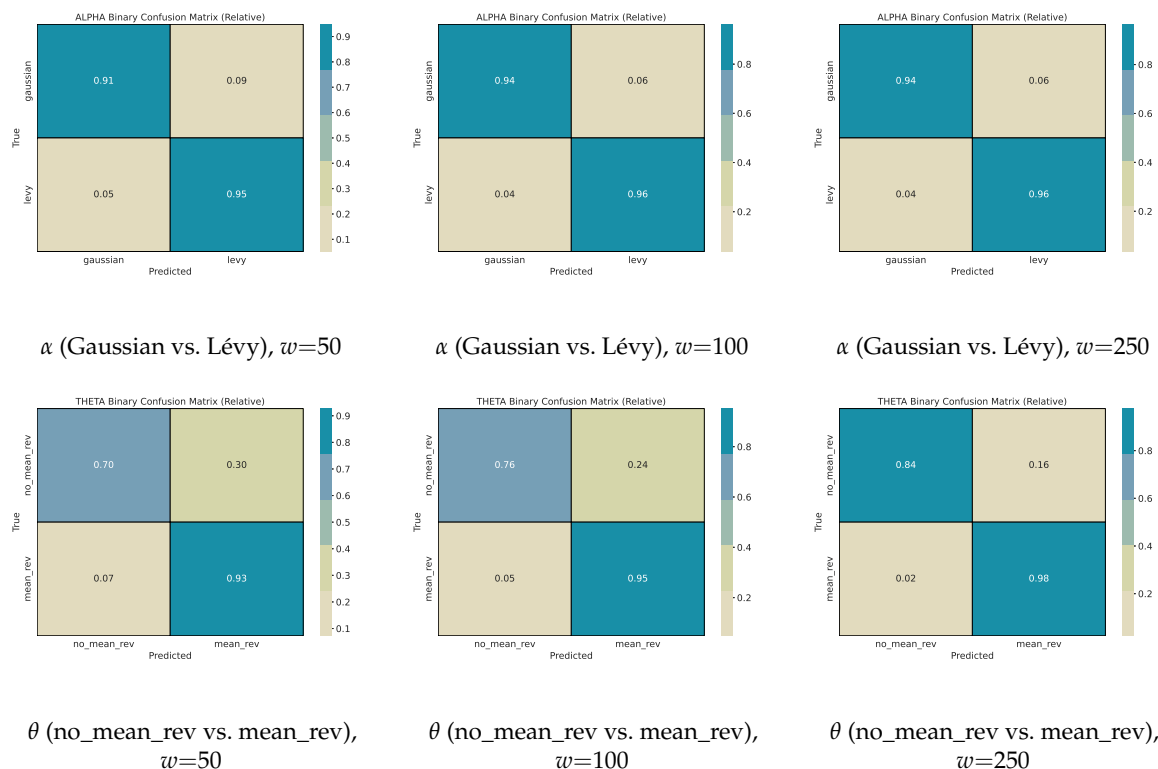 ALPHA Binary Confusion Matrix (Relative)
gaussian
0.91
0.09
True
levy
0.05
0.95
gaussian
levy
Predicted
0.9
0.8
0.7
0.6
0.5
0.4
0.3
0.2
0.1
ALPHA Binary Confusion Matrix (Relative)
gaussian
0.94
0.06
True
levy
0.04
0.96
gaussian
levy
Predicted
0.8
0.6
0.4
0.2
ALPHA Binary Confusion Matrix (Relative)
gaussian
0.94
0.06
True
levy
0.04
0.96
gaussian
levy
Predicted
0.8
0.6
0.4
0.2
α (Gaussian vs. Lévy), w=50
α (Gaussian vs. Lévy), w=100
α (Gaussian vs. Lévy), w=250
THETA Binary Confusion Matrix (Relative)
no_mean_rev
0.70
0.30
True
mean_rev
0.07
0.93
no_mean_rev
mean_rev
Predicted
0.9
0.8
0.7
0.6
0.5
0.4
0.3
0.2
0.1
THETA Binary Confusion Matrix (Relative)
no_mean_rev
0.76
0.24
True
mean_rev
0.05
0.95
no_mean_rev
mean_rev
Predicted
0.8
0.6
0.4
0.2
THETA Binary Confusion Matrix (Relative)
no_mean_rev
0.84
0.16
True
mean_rev
0.02
0.98
no_mean_rev
mean_rev
Predicted
0.8
0.6
0.4
0.2
θ (no_mean_rev vs. mean_rev),
w=50
θ (no_mean_rev vs. mean_rev),
w=100
θ (no_mean_rev vs. mean_rev),
w=250